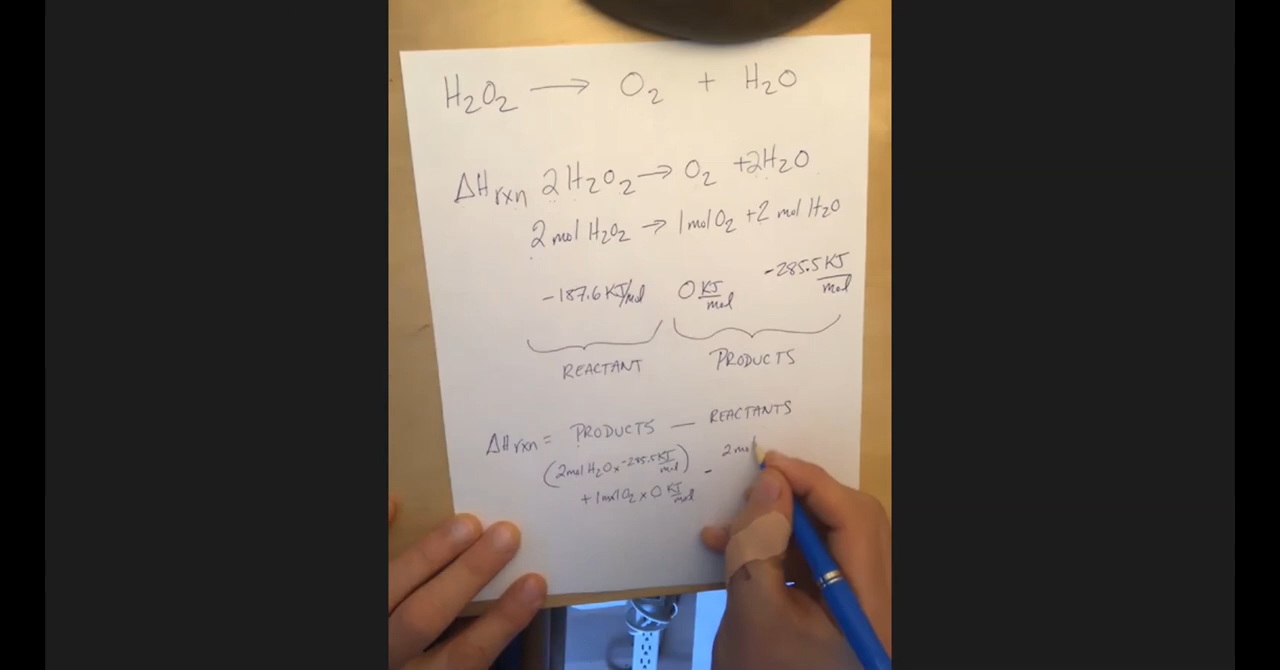 H₂O₂ → O₂ + H₂O
ΔHrxn 2H₂O₂ → O₂ + 2H₂O
2 mol H₂O₂ → 1 mol O₂ + 2 mol H₂O
-187.6 KJ/mol 0 KJ/mol -285.5 KJ/mol
REACTANT PRODUCTS
ΔHrxn = PRODUCTS — REACTANTS
(2mol H₂O x -285.5 KJ/mol) - 2 mol
+ 1mol O₂ x 0 KJ/mol